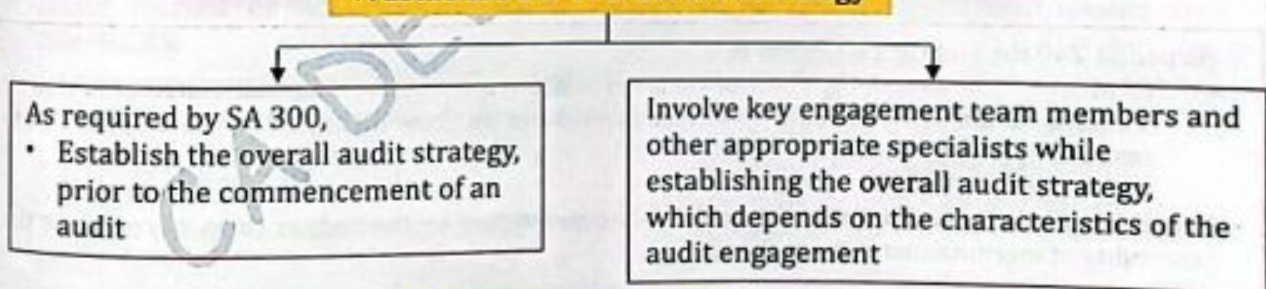 As required by SA 300,
• Establish the overall audit strategy,
prior to the commencement of an
audit
Involve key engagement team members and
other appropriate specialists while
establishing the overall audit strategy,
which depends on the characteristics of the
audit engagement
CA DE